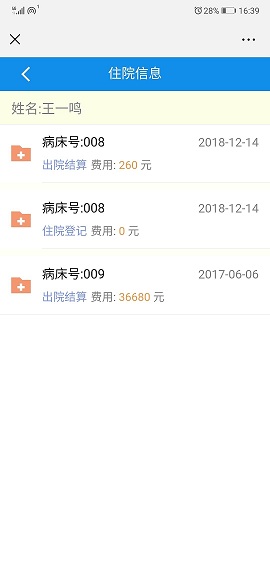 28% 16:39
住院信息
姓名:王一鸣
病床号:008 2018-12-14
出院结算 费用: 260 元
病床号:008 2018-12-14
住院登记 费用: 0 元
病床号:009 2017-06-06
出院结算 费用: 36680 元